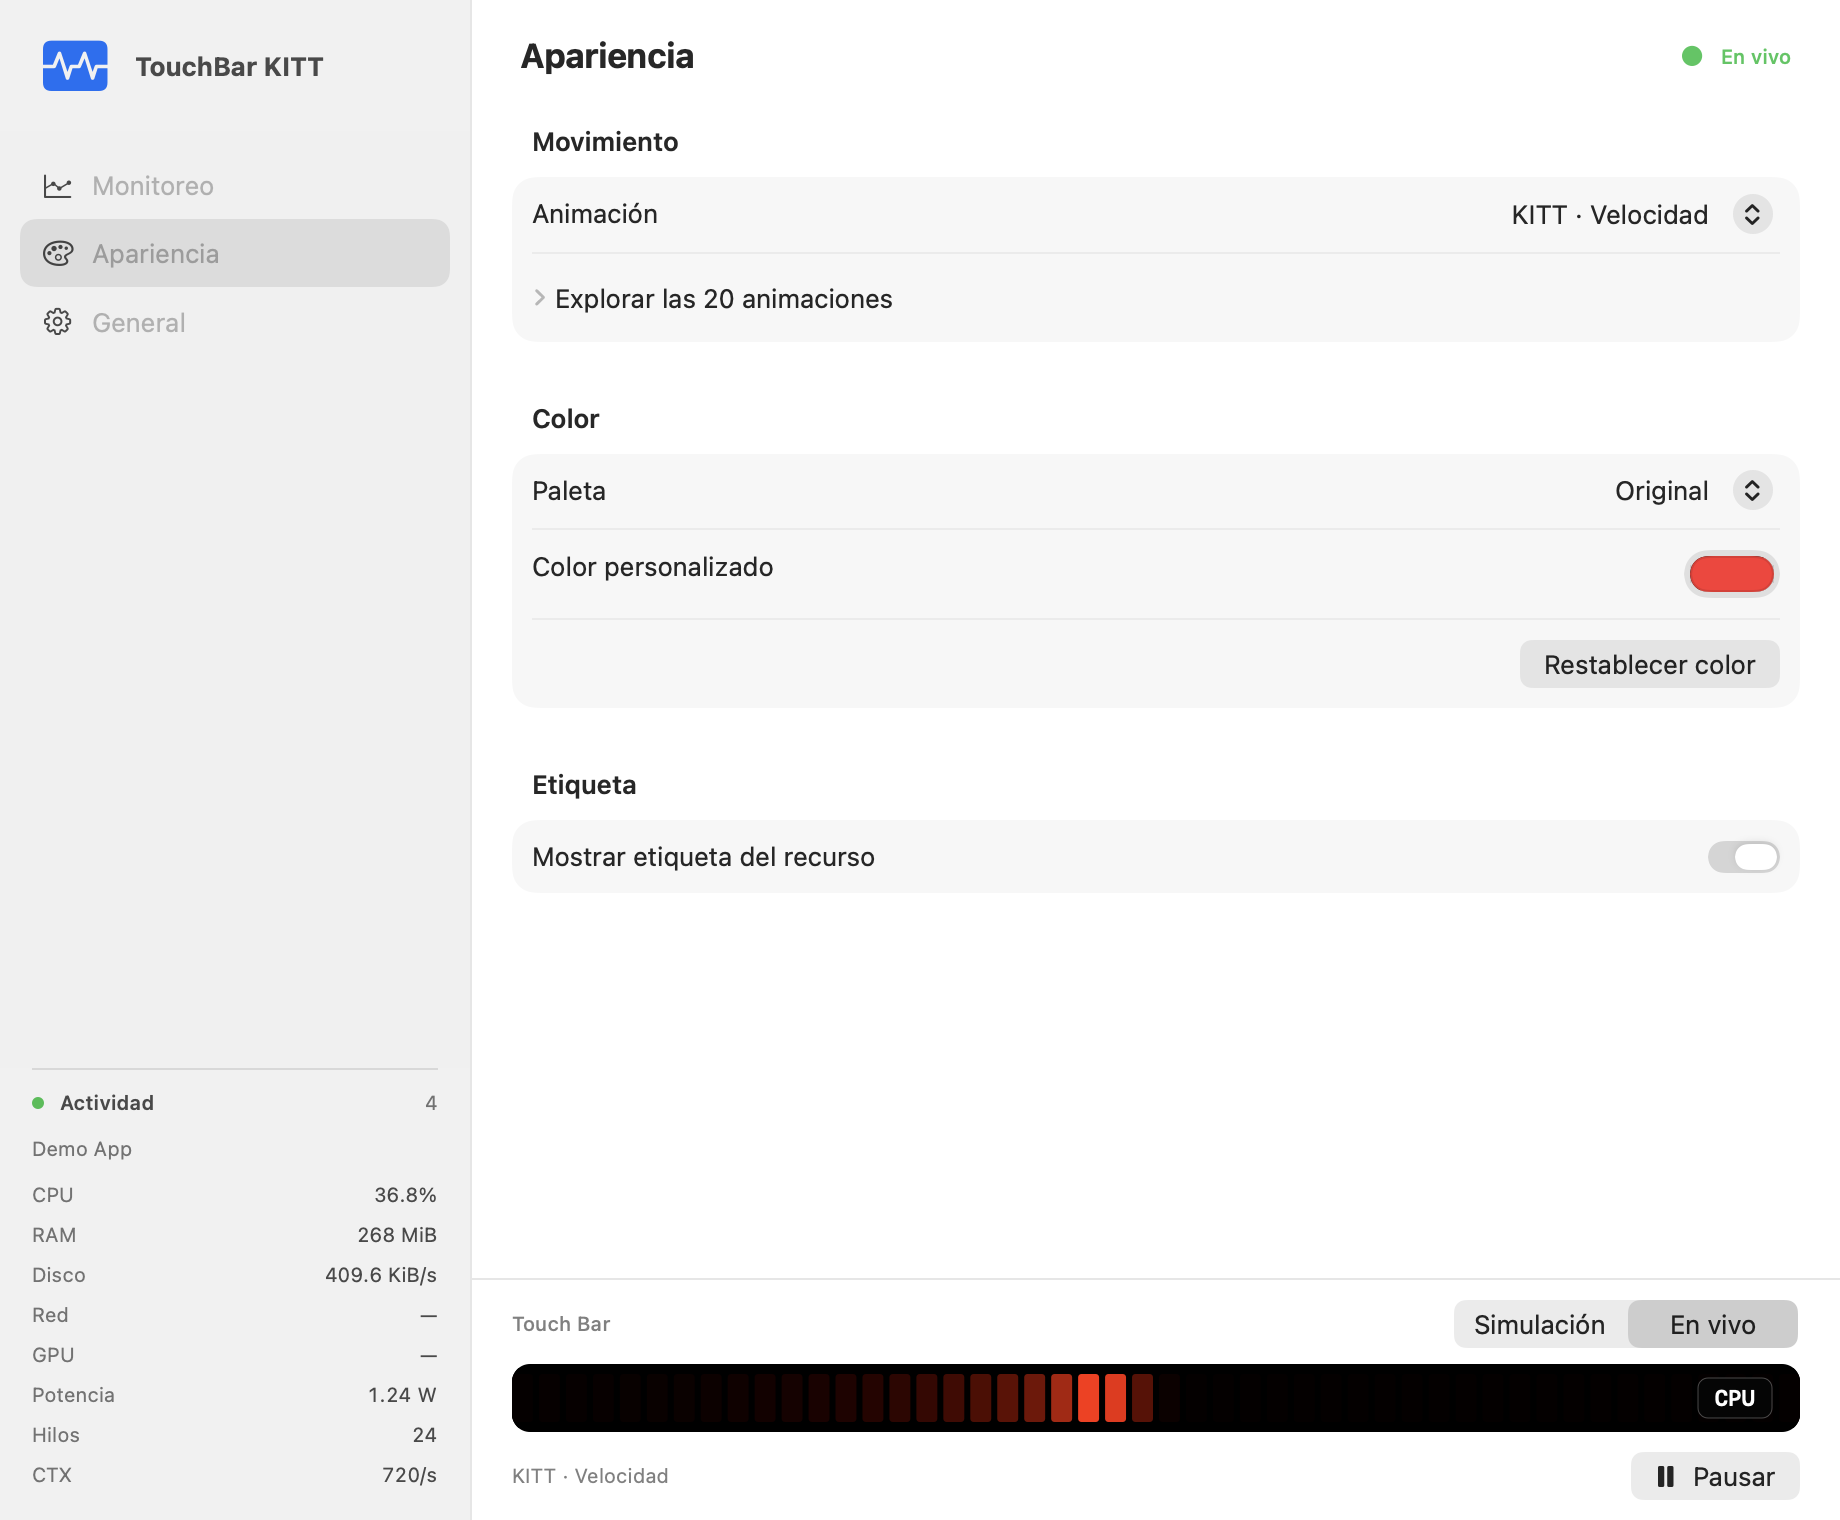 TouchBar KITT
Monitoreo
Apariencia
General
Actividad 4
Demo App
CPU 36.8%
RAM 268 MiB
Disco 409.6 KiB/s
Red —
GPU —
Potencia 1.24 W
Hilos 24
CTX 720/s
Apariencia
En vivo
Movimiento
Animación KITT · Velocidad
Explorar las 20 animaciones
Color
Paleta Original
Color personalizado
Restablecer color
Etiqueta
Mostrar etiqueta del recurso
Touch Bar Simulación En vivo
CPU
KITT · Velocidad Pausar